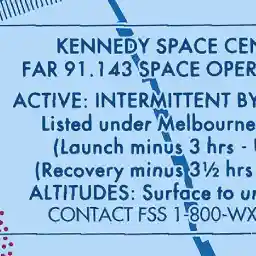 KENNEDY SPACE CEN
FAR 91.143 SPACE OPER
ACTIVE: INTERMITTENT BY
Listed under Melbourne
(Launch minus 3 hrs -
(Recovery minus 3½ hrs
ALTITUDES: Surface to un
CONTACT FSS 1-800-WX